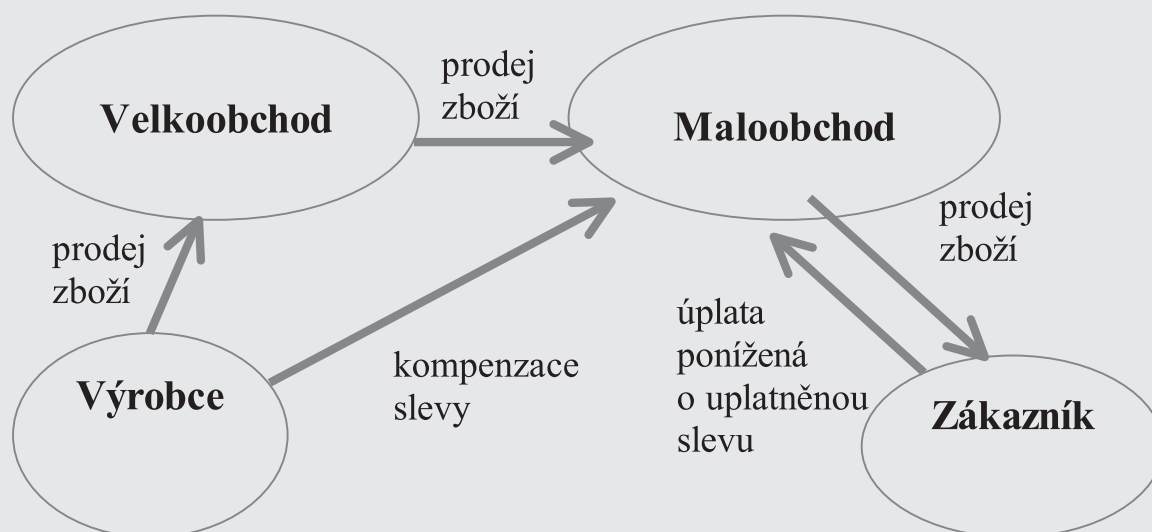 prodej
zboží
Velkoobchod
Maloobchod
prodej
zboží
prodej
zboží
úplata
ponížená
o uplatněnou
slevu
kompenzace
slevy
Výrobce
Zákazník